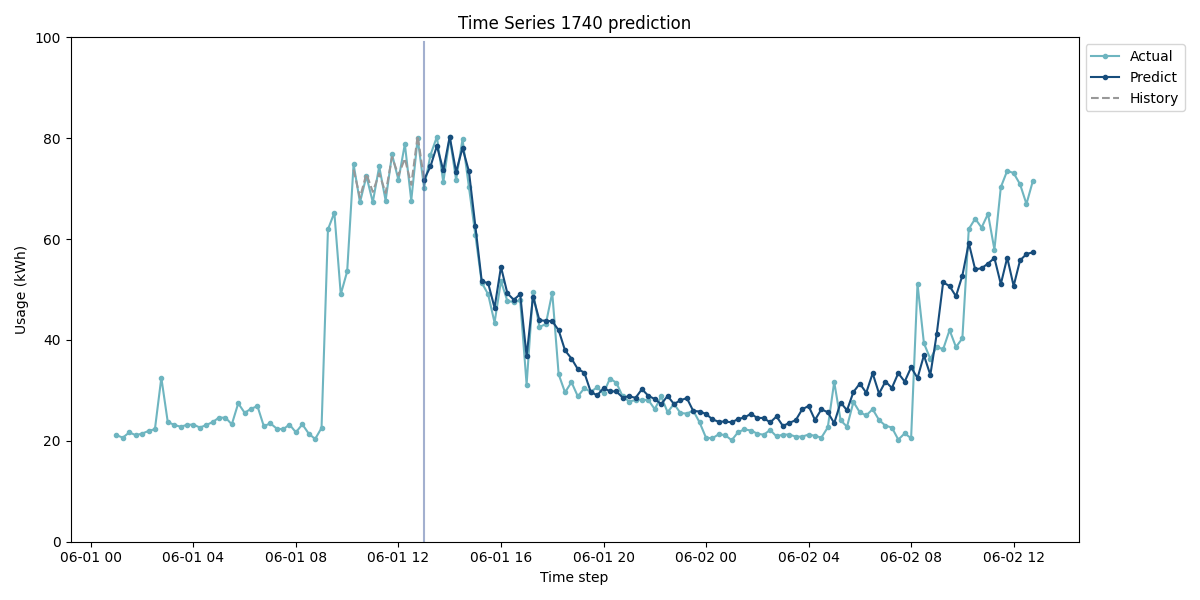 Time Series 1740 prediction
100
80
60
40
20
0
Usage (kWh)
06-01 00
06-01 04
06-01 08
06-01 12
06-01 16
06-01 20
06-02 00
06-02 04
06-02 08
06-02 12
Time step
Actual
Predict
History